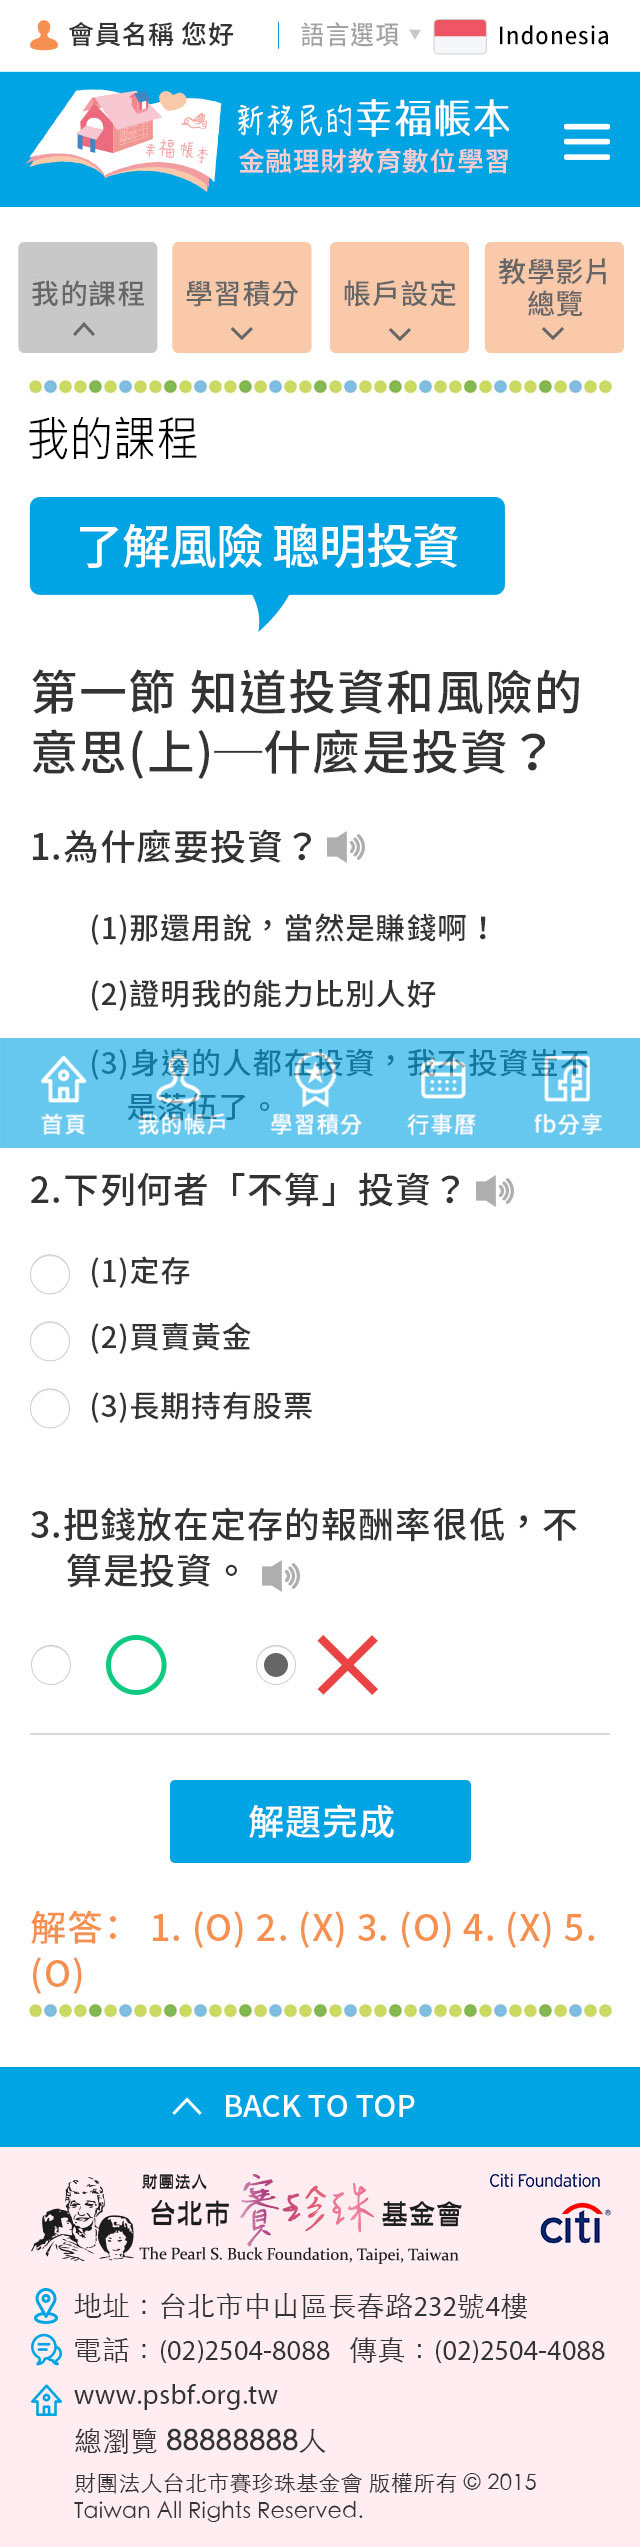 會員名稱 您好 語言選項 Indonesia
幸福帳本
新移民的幸福帳本
金融理財教育數位學習
我的課程 學習積分 帳戶設定 教學影片總覽
我的課程
了解風險 聰明投資
第一節 知道投資和風險的
意思(上)─什麼是投資？
1.為什麼要投資？
(1)那還用說，當然是賺錢啊！
(2)證明我的能力比別人好
(3)身邊的人都在投資，我不投資豈不
是落伍了。
首頁 我的帳戶 學習積分 行事曆 fb分享
2.下列何者「不算」投資？
(1)定存
(2)買賣黃金
(3)長期持有股票
3.把錢放在定存的報酬率很低，不
算是投資。
解題完成
解答： 1. (O) 2. (X) 3. (O) 4. (X) 5.
(O)
BACK TO TOP
財團法人
台北市賽珍珠基金會
The Pearl S. Buck Foundation, Taipei, Taiwan
Citi Foundation
citi®
地址：台北市中山區長春路232號4樓
電話：(02)2504-8088 傳真：(02)2504-4088
www.psbf.org.tw
總瀏覽 88888888人
財團法人台北市賽珍珠基金會 版權所有 © 2015
Taiwan All Rights Reserved.